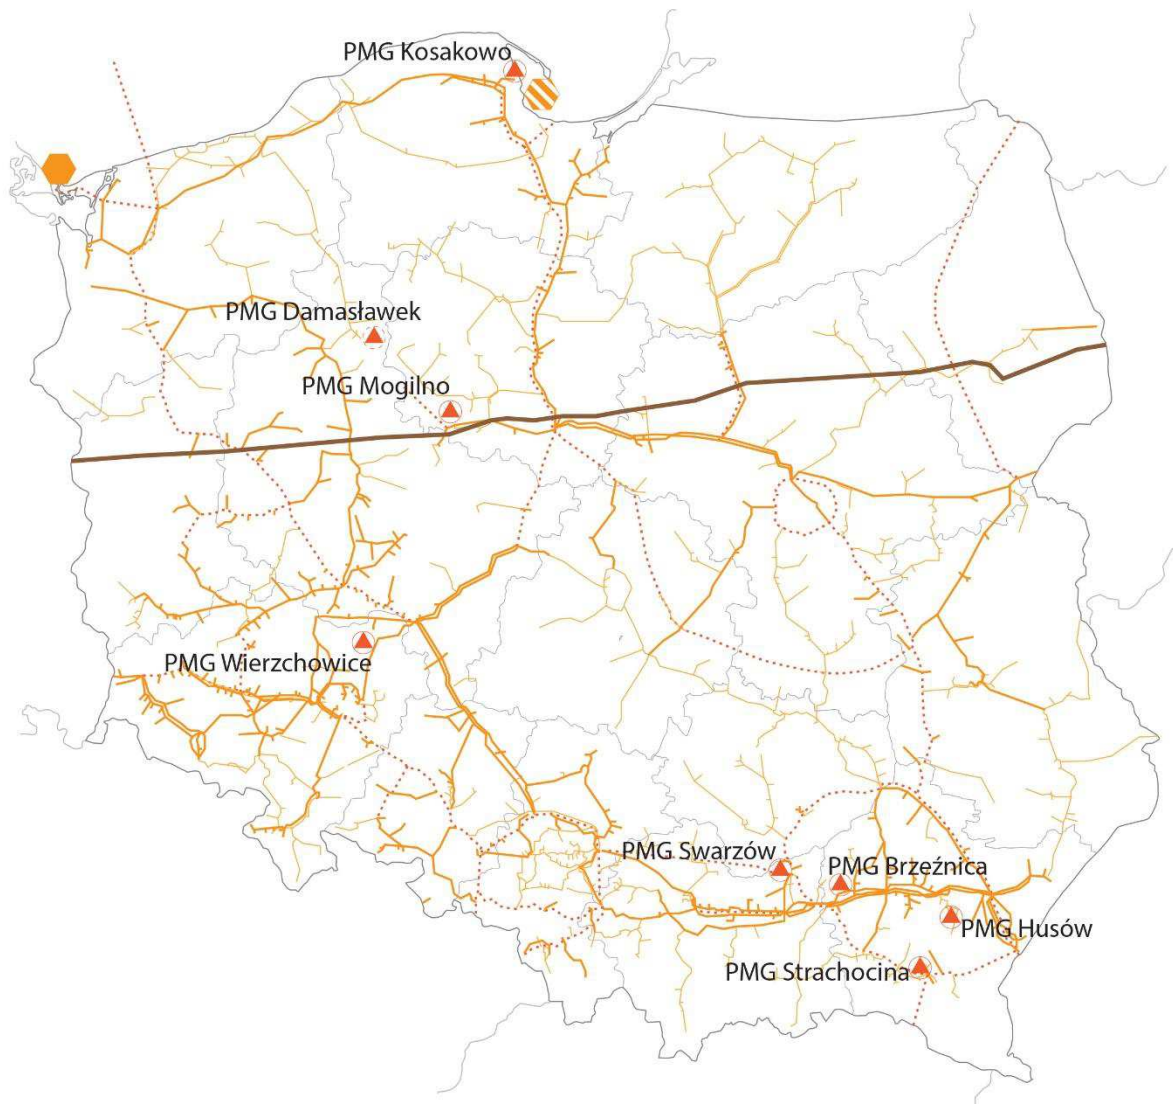 PMG Kosakowo
PMG Damasławek
PMG Mogilno
PMG Wierzchowice
PMG Swarzów
PMG Brzeźnica
PMG Husów
PMG Strachocina